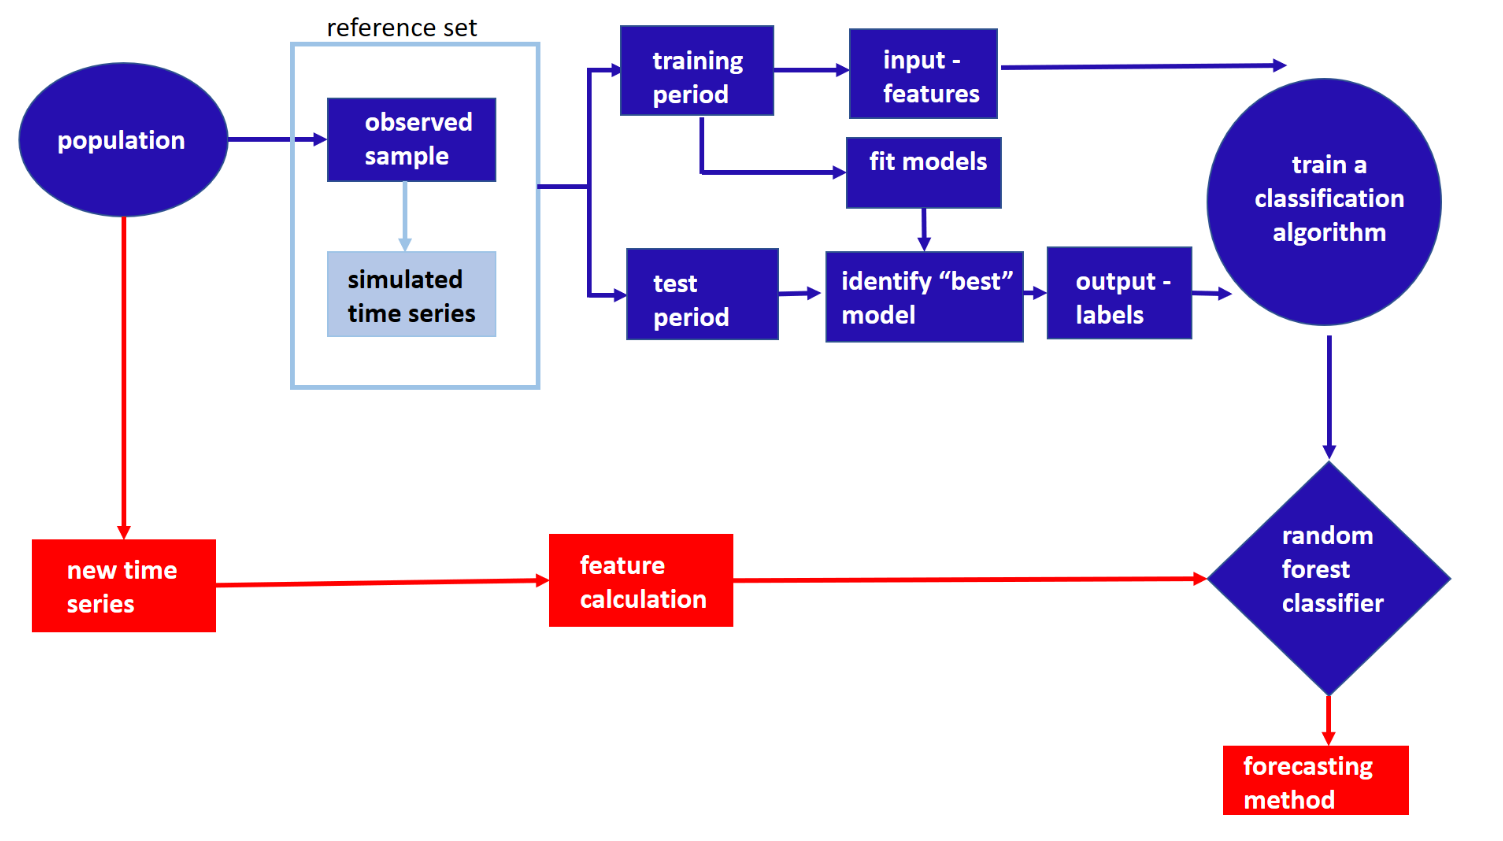 reference set
population
observed
sample
simulated
time series
training
period
input -
features
fit models
test
period
identify “best”
model
output -
labels
train a
classification
algorithm
new time
series
feature
calculation
random
forest
classifier
forecasting
method